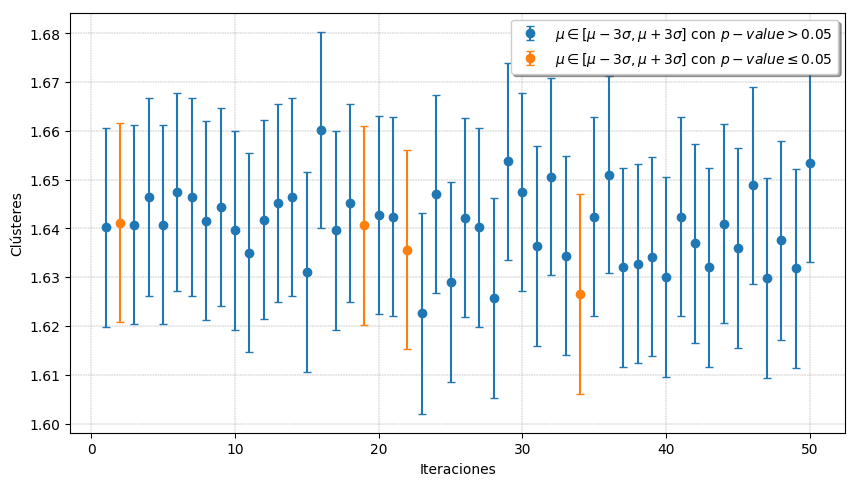 μ ∈ [μ − 3σ, μ + 3σ] con p − value > 0.05
μ ∈ [μ − 3σ, μ + 3σ] con p − value ≤ 0.05
1.68
1.67
1.66
1.65
1.64
1.63
1.62
1.61
1.60
Clústeres
0 10 20 30 40 50
Iteraciones